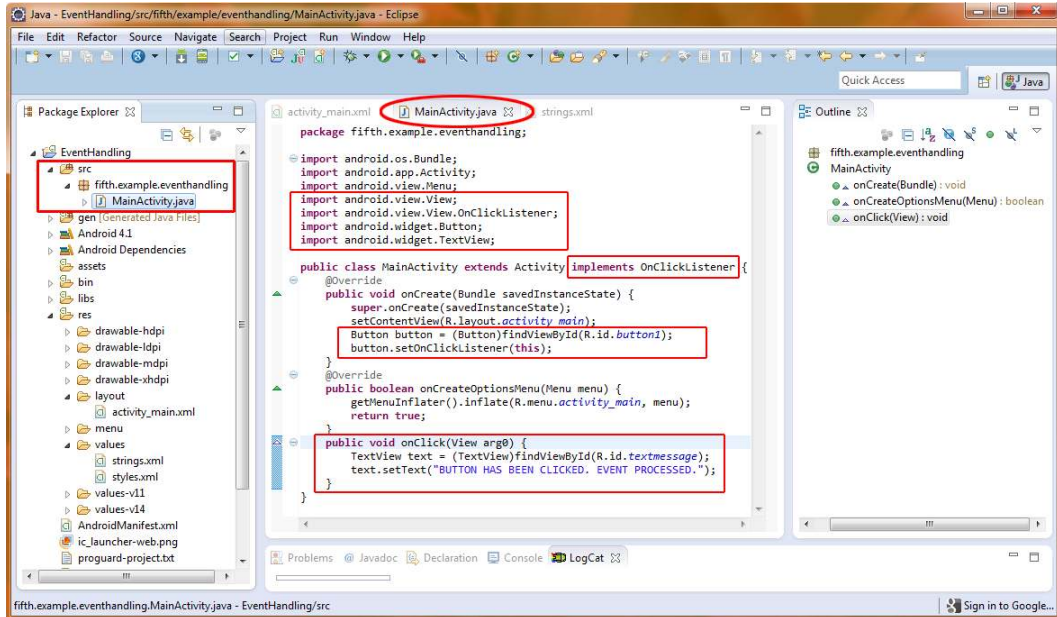 Java - EventHandling/src/fifth/example/eventhandling/MainActivity.java - Eclipse
File Edit Refactor Source Navigate Search Project Run Window Help
Quick Access
Java
Package Explorer
EventHandling
src
fifth.example.eventhandling
MainActivity.java
gen [Generated Java Files]
Android 4.1
Android Dependencies
assets
bin
libs
res
drawable-hdpi
drawable-ldpi
drawable-mdpi
drawable-xhdpi
layout
activity_main.xml
menu
values
strings.xml
styles.xml
values-v11
values-v14
AndroidManifest.xml
ic_launcher-web.png
proguard-project.txt
activity_main.xml MainActivity.java strings.xml
package fifth.example.eventhandling;
import android.os.Bundle;
import android.app.Activity;
import android.view.Menu;
import android.view.View;
import android.view.View.OnClickListener;
import android.widget.Button;
import android.widget.TextView;
public class MainActivity extends Activity implements OnClickListener {
@Override
public void onCreate(Bundle savedInstanceState) {
super.onCreate(savedInstanceState);
setContentView(R.layout.activity_main);
Button button = (Button)findViewById(R.id.button1);
button.setOnClickListener(this);
}
@Override
public boolean onCreateOptionsMenu(Menu menu) {
getMenuInflater().inflate(R.menu.activity_main, menu);
return true;
}
public void onClick(View arg0) {
TextView text = (TextView)findViewById(R.id.textmessage);
text.setText("BUTTON HAS BEEN CLICKED. EVENT PROCESSED.");
}
}
Outline
fifth.example.eventhandling
MainActivity
onCreate(Bundle) : void
onCreateOptionsMenu(Menu) : boolean
onClick(View) : void
Problems @ Javadoc Declaration Console LogCat
fifth.example.eventhandling.MainActivity.java - EventHandling/src
Sign in to Google...